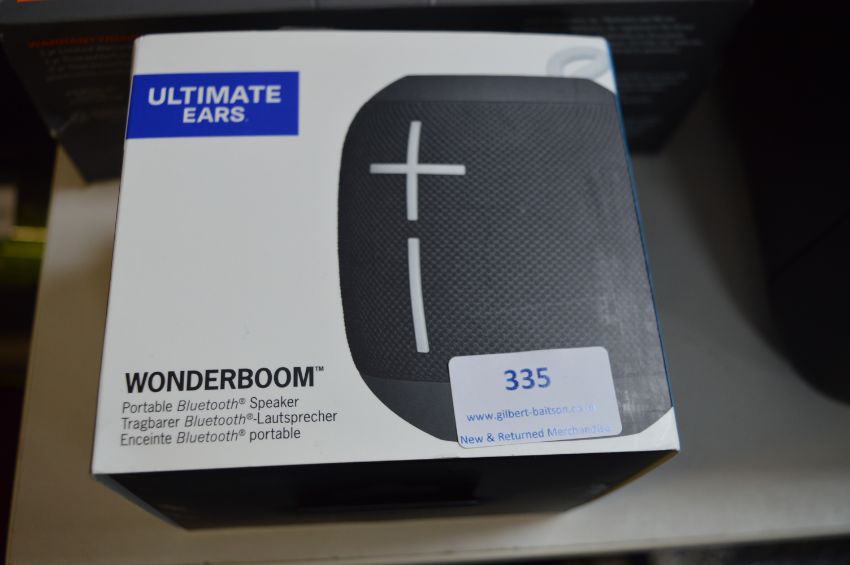 ULTIMATE
EARS
WONDERBOOM™
Portable Bluetooth® Speaker
Tragbarer Bluetooth®-Lautsprecher
Enceinte Bluetooth® portable
335
www.gilbert-baitson.co.uk
New & Returned Merchandise